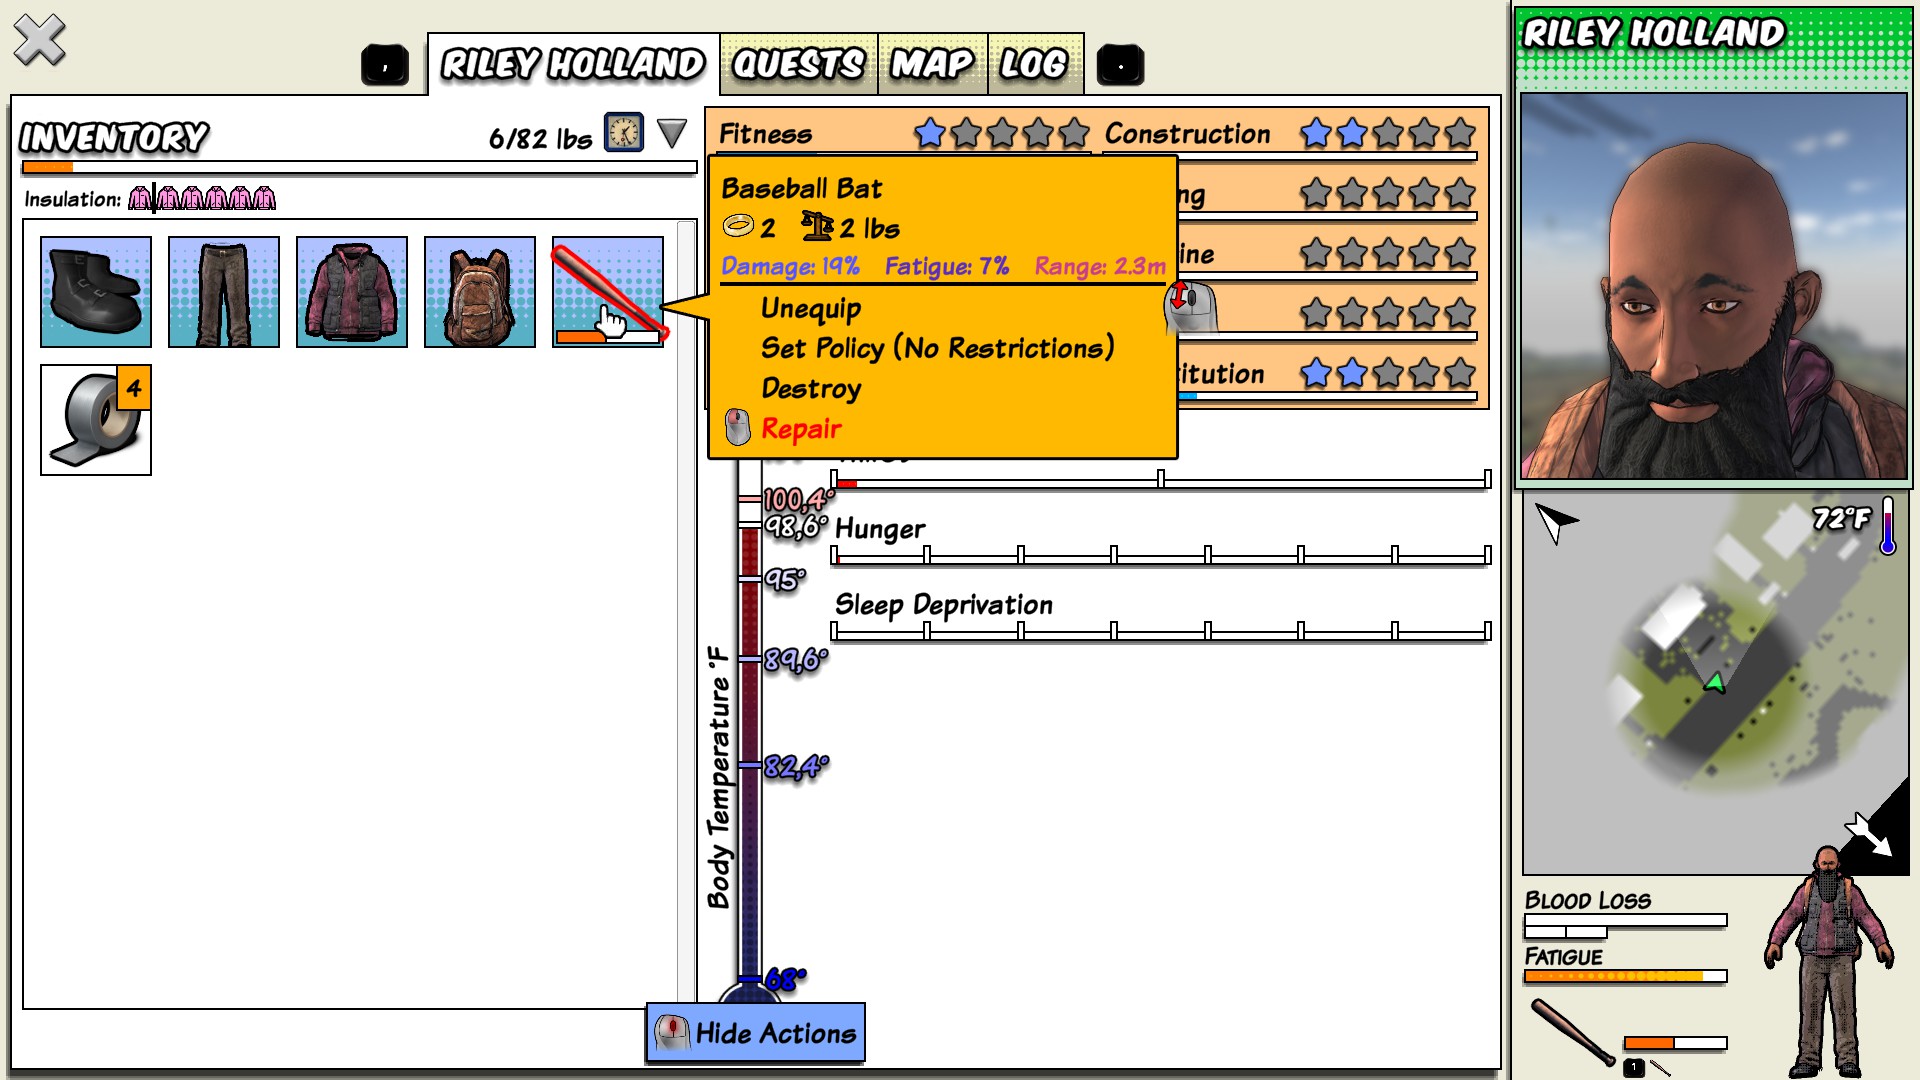 ,
RILEY HOLLAND
QUESTS
MAP
LOG
.
RILEY HOLLAND
INVENTORY
6/82 lbs
Insulation:
4
Fitness
Construction
ng
ine
titution
Baseball Bat
2
2 lbs
Damage: 19% Fatigue: 7% Range: 2.3m
Unequip
Set Policy (No Restrictions)
Destroy
Repair
100,4°
98,6°
95°
89,6°
82,4°
68°
Body Temperature °F
Hunger
Sleep Deprivation
Hide Actions
72°F
BLOOD LOSS
FATIGUE
1